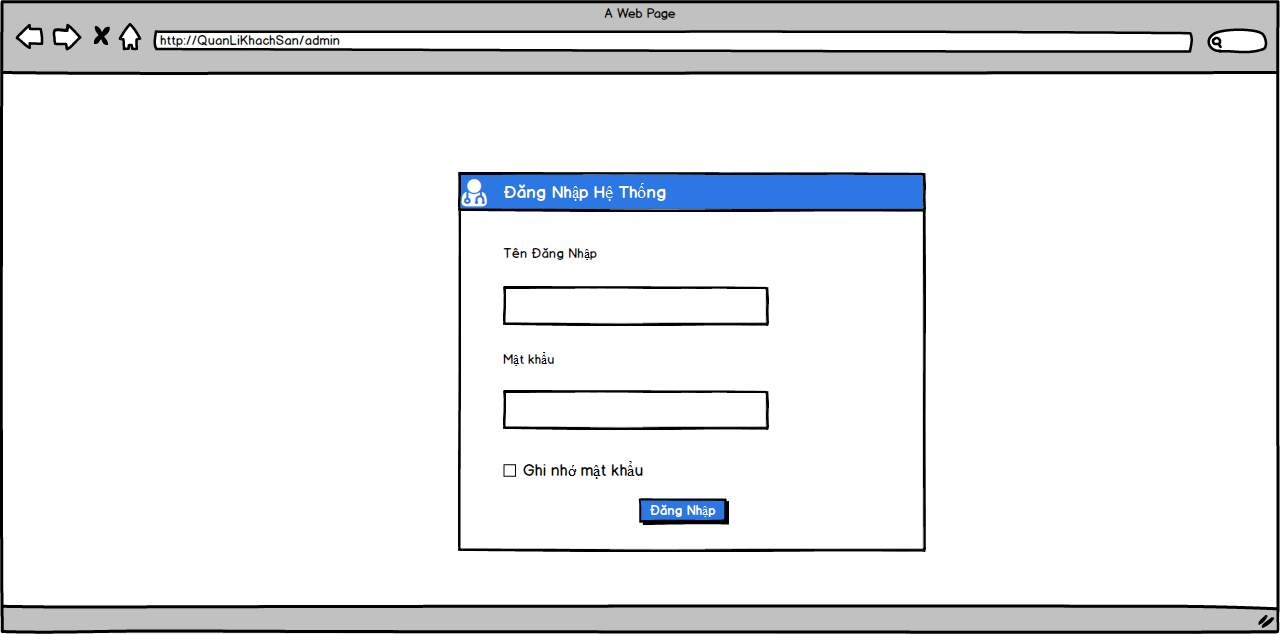 A Web Page
http://QuanLiKhachSan/admin
Đăng Nhập Hệ Thống
Tên Đăng Nhập
Mật khẩu
Ghi nhớ mật khẩu
Đăng Nhập